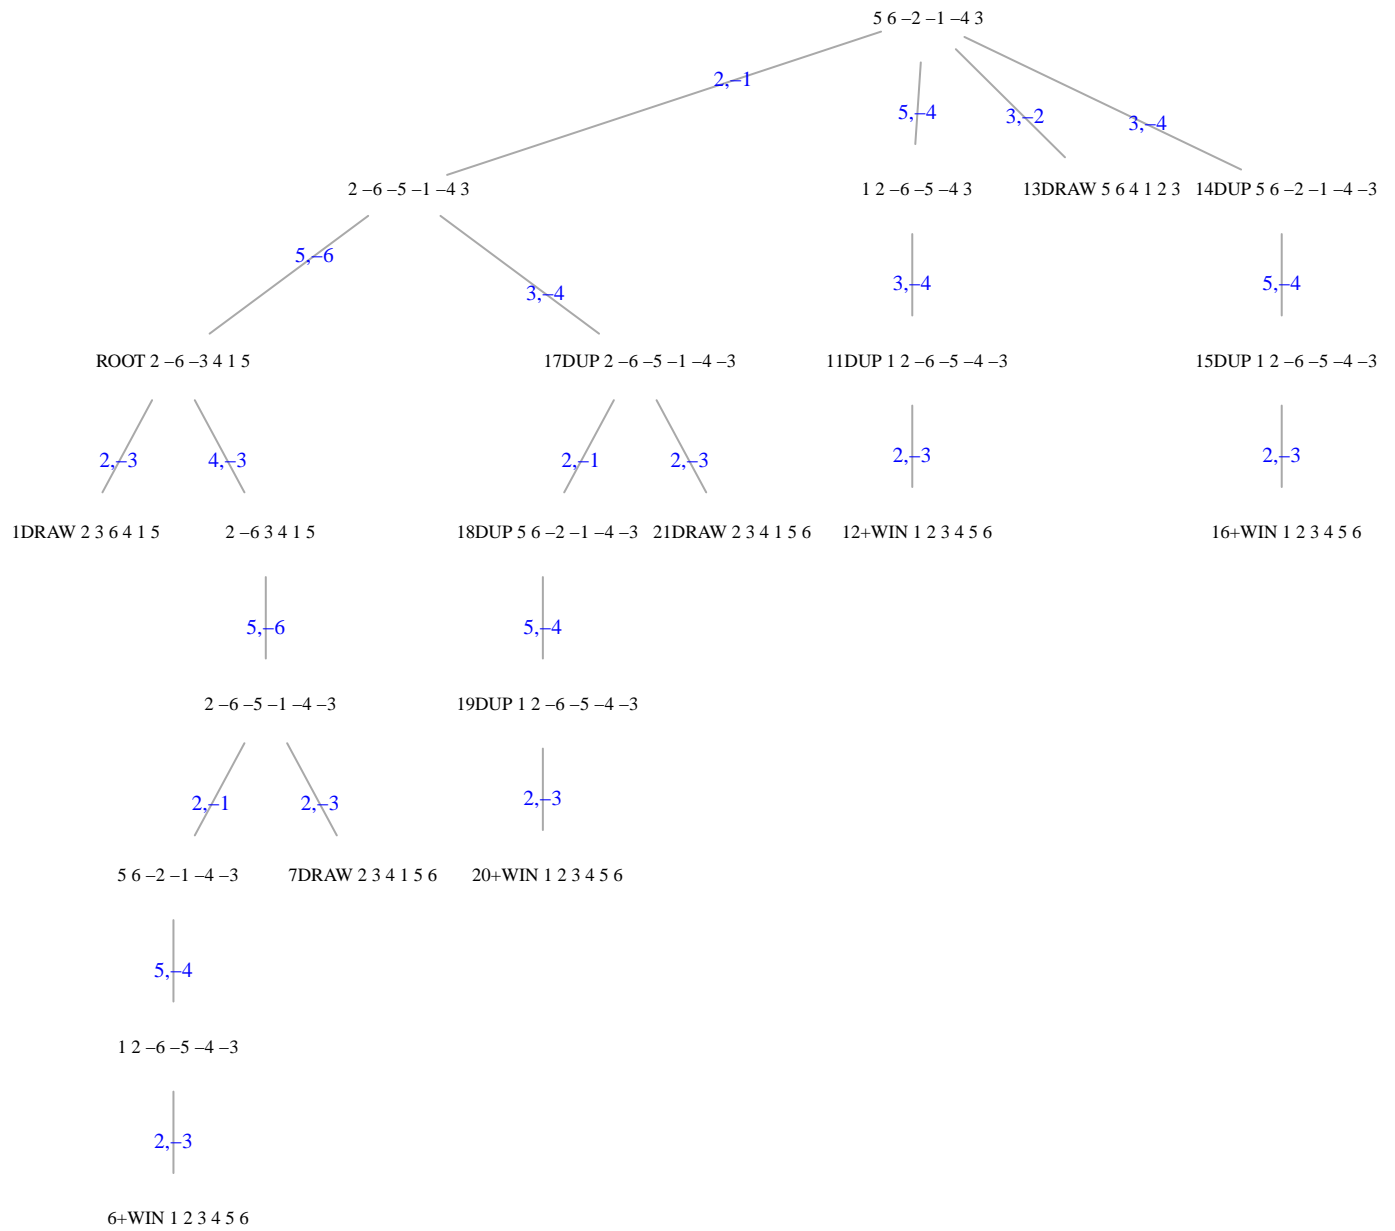 5 6 –2 –1 –4 3
2,–1
5,–4
3,–2
3,–4
2 –6 –5 –1 –4 3
1 2 –6 –5 –4 3
13DRAW 5 6 4 1 2 3
14DUP 5 6 –2 –1 –4 –3
5,–6
3,–4
3,–4
5,–4
ROOT 2 –6 –3 4 1 5
17DUP 2 –6 –5 –1 –4 –3
11DUP 1 2 –6 –5 –4 –3
15DUP 1 2 –6 –5 –4 –3
2,–3
4,–3
2,–1
2,–3
2,–3
2,–3
1DRAW 2 3 6 4 1 5
2 –6 3 4 1 5
18DUP 5 6 –2 –1 –4 –3
21DRAW 2 3 4 1 5 6
12+WIN 1 2 3 4 5 6
16+WIN 1 2 3 4 5 6
5,–6
5,–4
2 –6 –5 –1 –4 –3
19DUP 1 2 –6 –5 –4 –3
2,–1
2,–3
2,–3
5 6 –2 –1 –4 –3
7DRAW 2 3 4 1 5 6
20+WIN 1 2 3 4 5 6
5,–4
1 2 –6 –5 –4 –3
2,–3
6+WIN 1 2 3 4 5 6